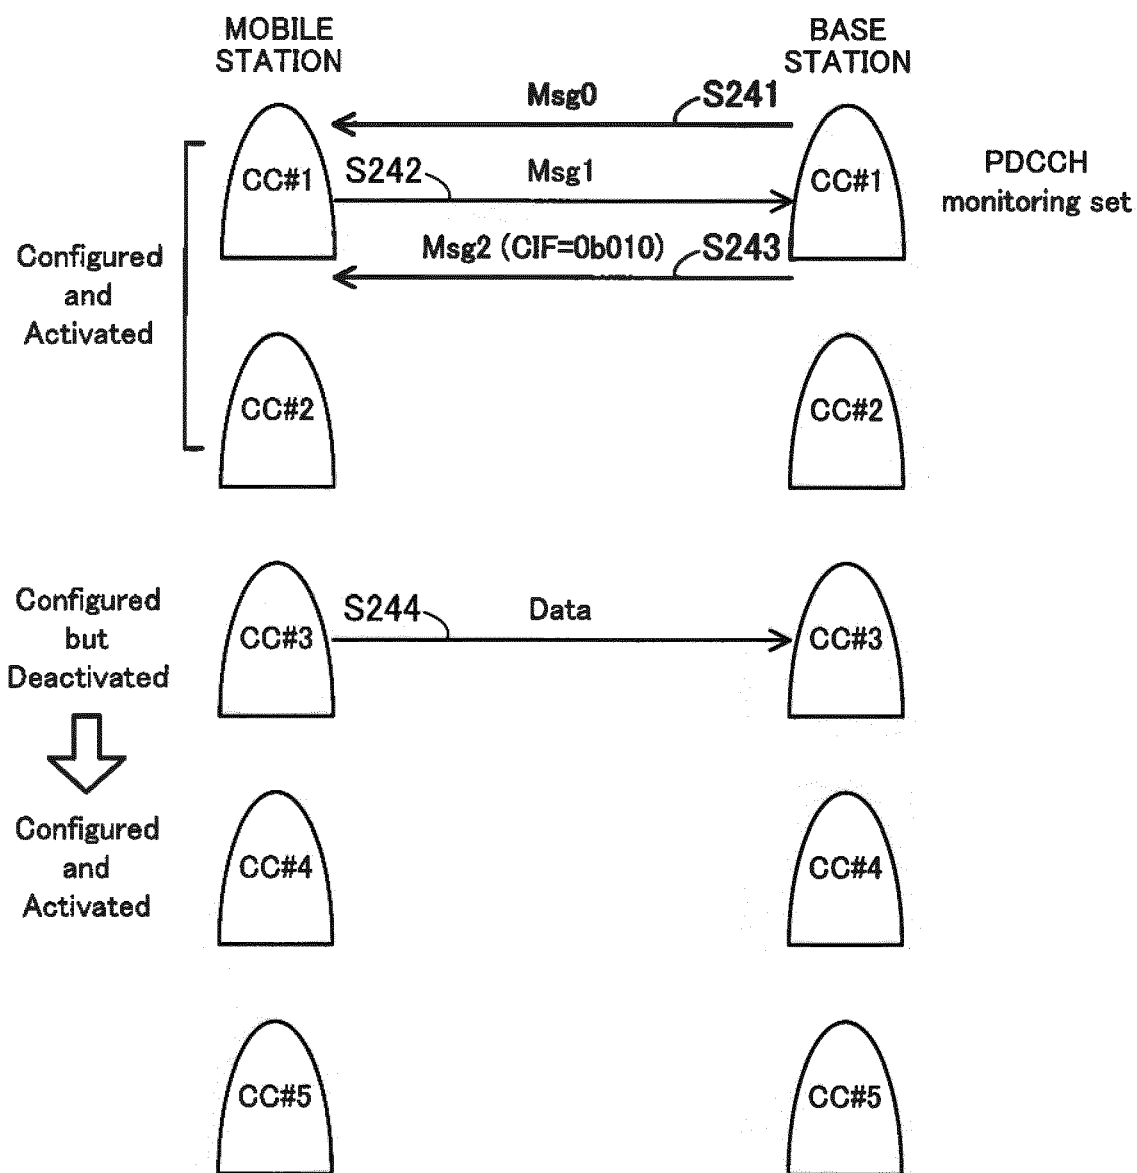 MOBILE
STATION
BASE
STATION
Msg0
S241
CC#1
S242
Msg1
CC#1
PDCCH
monitoring set
Msg2 (CIF=0b010)
S243
Configured
and
Activated
CC#2
CC#2
Configured
but
Deactivated
CC#3
S244
Data
CC#3
Configured
and
Activated
CC#4
CC#4
CC#5
CC#5